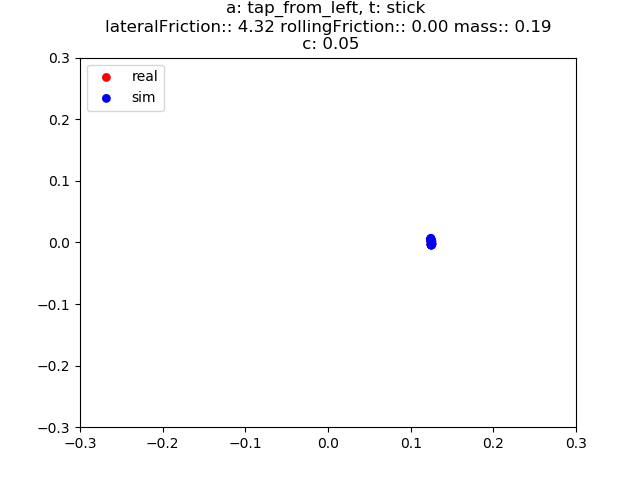 a: tap_from_left, t: stick
lateralFriction:: 4.32 rollingFriction:: 0.00 mass:: 0.19
c: 0.05
real
sim
0.3
0.2
0.1
0.0
−0.1
−0.2
−0.3
−0.3
−0.2
−0.1
0.0
0.1
0.2
0.3